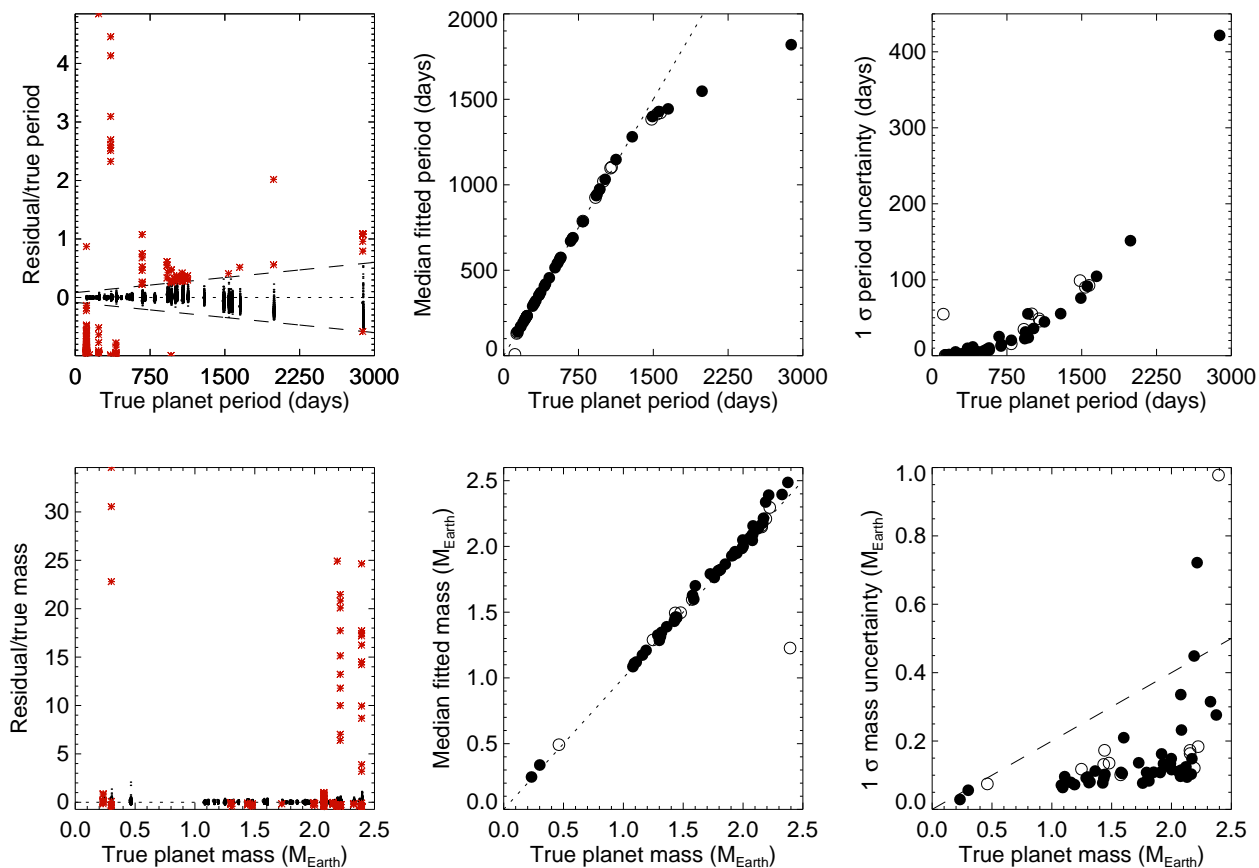 Residual/true period
4
3
2
1
0
0 750 1500 2250 3000
True planet period (days)
Median fitted period (days)
2000
1500
1000
500
0
0 750 1500 2250 3000
True planet period (days)
1 σ period uncertainty (days)
400
300
200
100
0
0 750 1500 2250 3000
True planet period (days)
Residual/true mass
30
25
20
15
10
5
0
0.0 0.5 1.0 1.5 2.0 2.5
True planet mass (M_Earth)
Median fitted mass (M_Earth)
2.5
2.0
1.5
1.0
0.5
0.0
0.0 0.5 1.0 1.5 2.0 2.5
True planet mass (M_Earth)
1 σ mass uncertainty (M_Earth)
1.0
0.8
0.6
0.4
0.2
0.0
0.0 0.5 1.0 1.5 2.0 2.5
True planet mass (M_Earth)